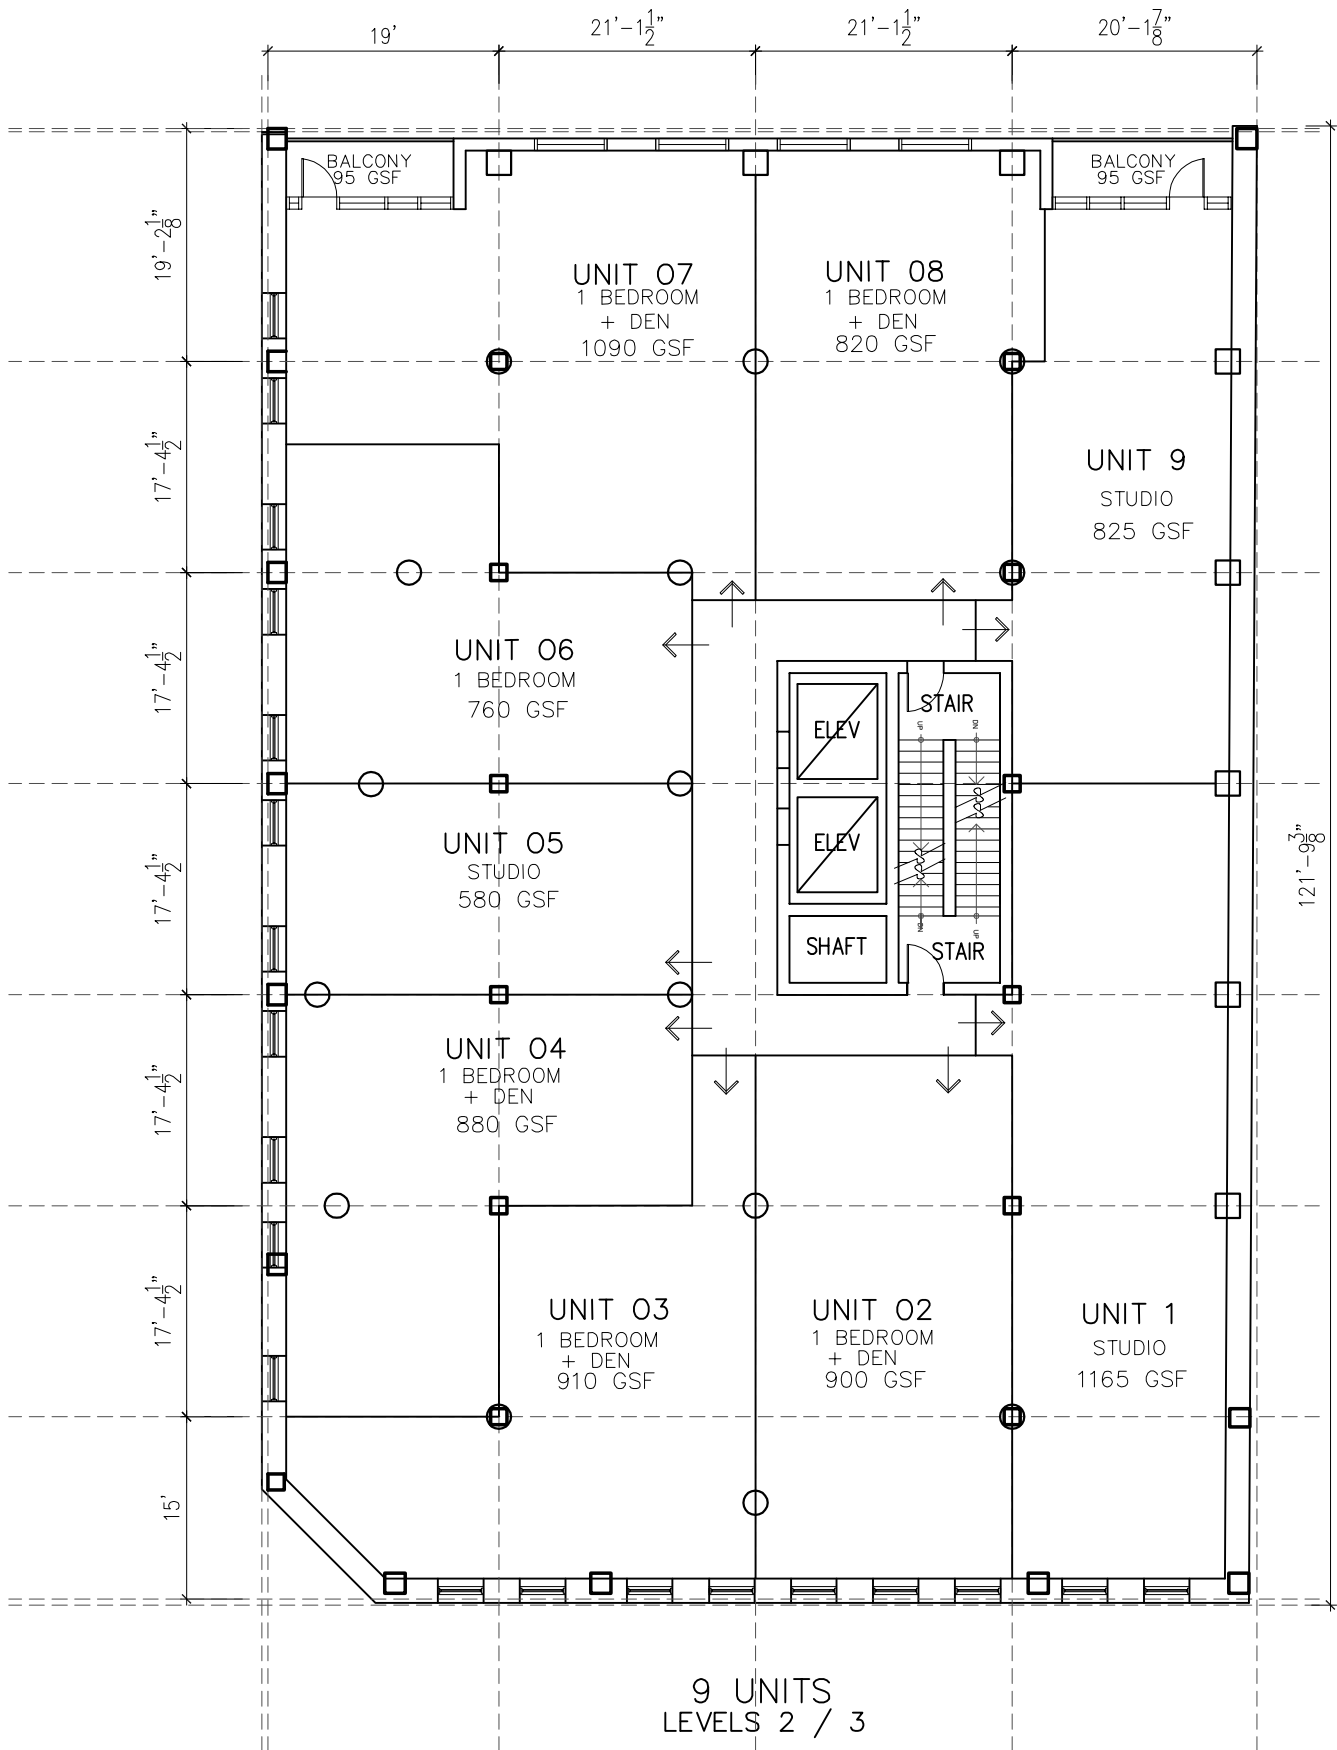 19'
21'-1 1/2"
21'-1 1/2"
20'-1 7/8"
BALCONY
95 GSF
BALCONY
95 GSF
19'-2 1/8"
UNIT 07
1 BEDROOM
+ DEN
1090 GSF
UNIT 08
1 BEDROOM
+ DEN
820 GSF
17'-4 1/2"
UNIT 9
STUDIO
825 GSF
17'-4 1/2"
UNIT 06
1 BEDROOM
760 GSF
STAIR
ELEV
UP
DN
17'-4 1/2"
UNIT 05
STUDIO
580 GSF
ELEV
121'-9 3/8"
DN
UP
SHAFT
STAIR
17'-4 1/2"
UNIT 04
1 BEDROOM
+ DEN
880 GSF
17'-4 1/2"
UNIT 03
1 BEDROOM
+ DEN
910 GSF
UNIT 02
1 BEDROOM
+ DEN
900 GSF
UNIT 1
STUDIO
1165 GSF
15'
9 UNITS
LEVELS 2 / 3